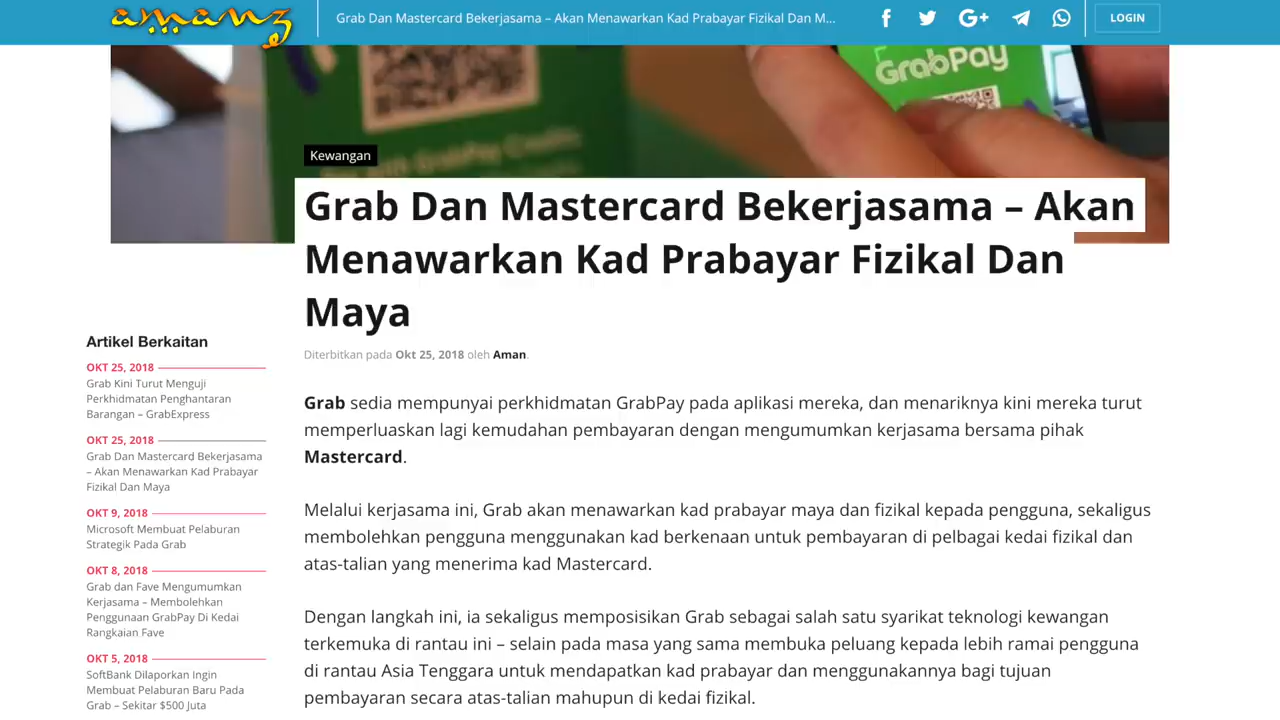 amanz
Grab Dan Mastercard Bekerjasama – Akan Menawarkan Kad Prabayar Fizikal Dan M...
LOGIN
GrabPay
Kewangan
Grab Dan Mastercard Bekerjasama – Akan
Menawarkan Kad Prabayar Fizikal Dan
Maya
Diterbitkan pada Okt 25, 2018 oleh Aman.
Artikel Berkaitan
OKT 25, 2018
Grab Kini Turut Menguji
Perkhidmatan Penghantaran
Barangan – GrabExpress
OKT 25, 2018
Grab Dan Mastercard Bekerjasama
– Akan Menawarkan Kad Prabayar
Fizikal Dan Maya
OKT 9, 2018
Microsoft Membuat Pelaburan
Strategik Pada Grab
OKT 8, 2018
Grab dan Fave Mengumumkan
Kerjasama – Membolehkan
Penggunaan GrabPay Di Kedai
Rangkaian Fave
OKT 5, 2018
SoftBank Dilaporkan Ingin
Membuat Pelaburan Baru Pada
Grab – Sekitar $500 Juta
Grab sedia mempunyai perkhidmatan GrabPay pada aplikasi mereka, dan menariknya kini mereka turut
memperluaskan lagi kemudahan pembayaran dengan mengumumkan kerjasama bersama pihak
Mastercard.
Melalui kerjasama ini, Grab akan menawarkan kad prabayar maya dan fizikal kepada pengguna, sekaligus
membolehkan pengguna menggunakan kad berkenaan untuk pembayaran di pelbagai kedai fizikal dan
atas-talian yang menerima kad Mastercard.
Dengan langkah ini, ia sekaligus memposisikan Grab sebagai salah satu syarikat teknologi kewangan
terkemuka di rantau ini – selain pada masa yang sama membuka peluang kepada lebih ramai pengguna
di rantau Asia Tenggara untuk mendapatkan kad prabayar dan menggunakannya bagi tujuan
pembayaran secara atas-talian mahupun di kedai fizikal.